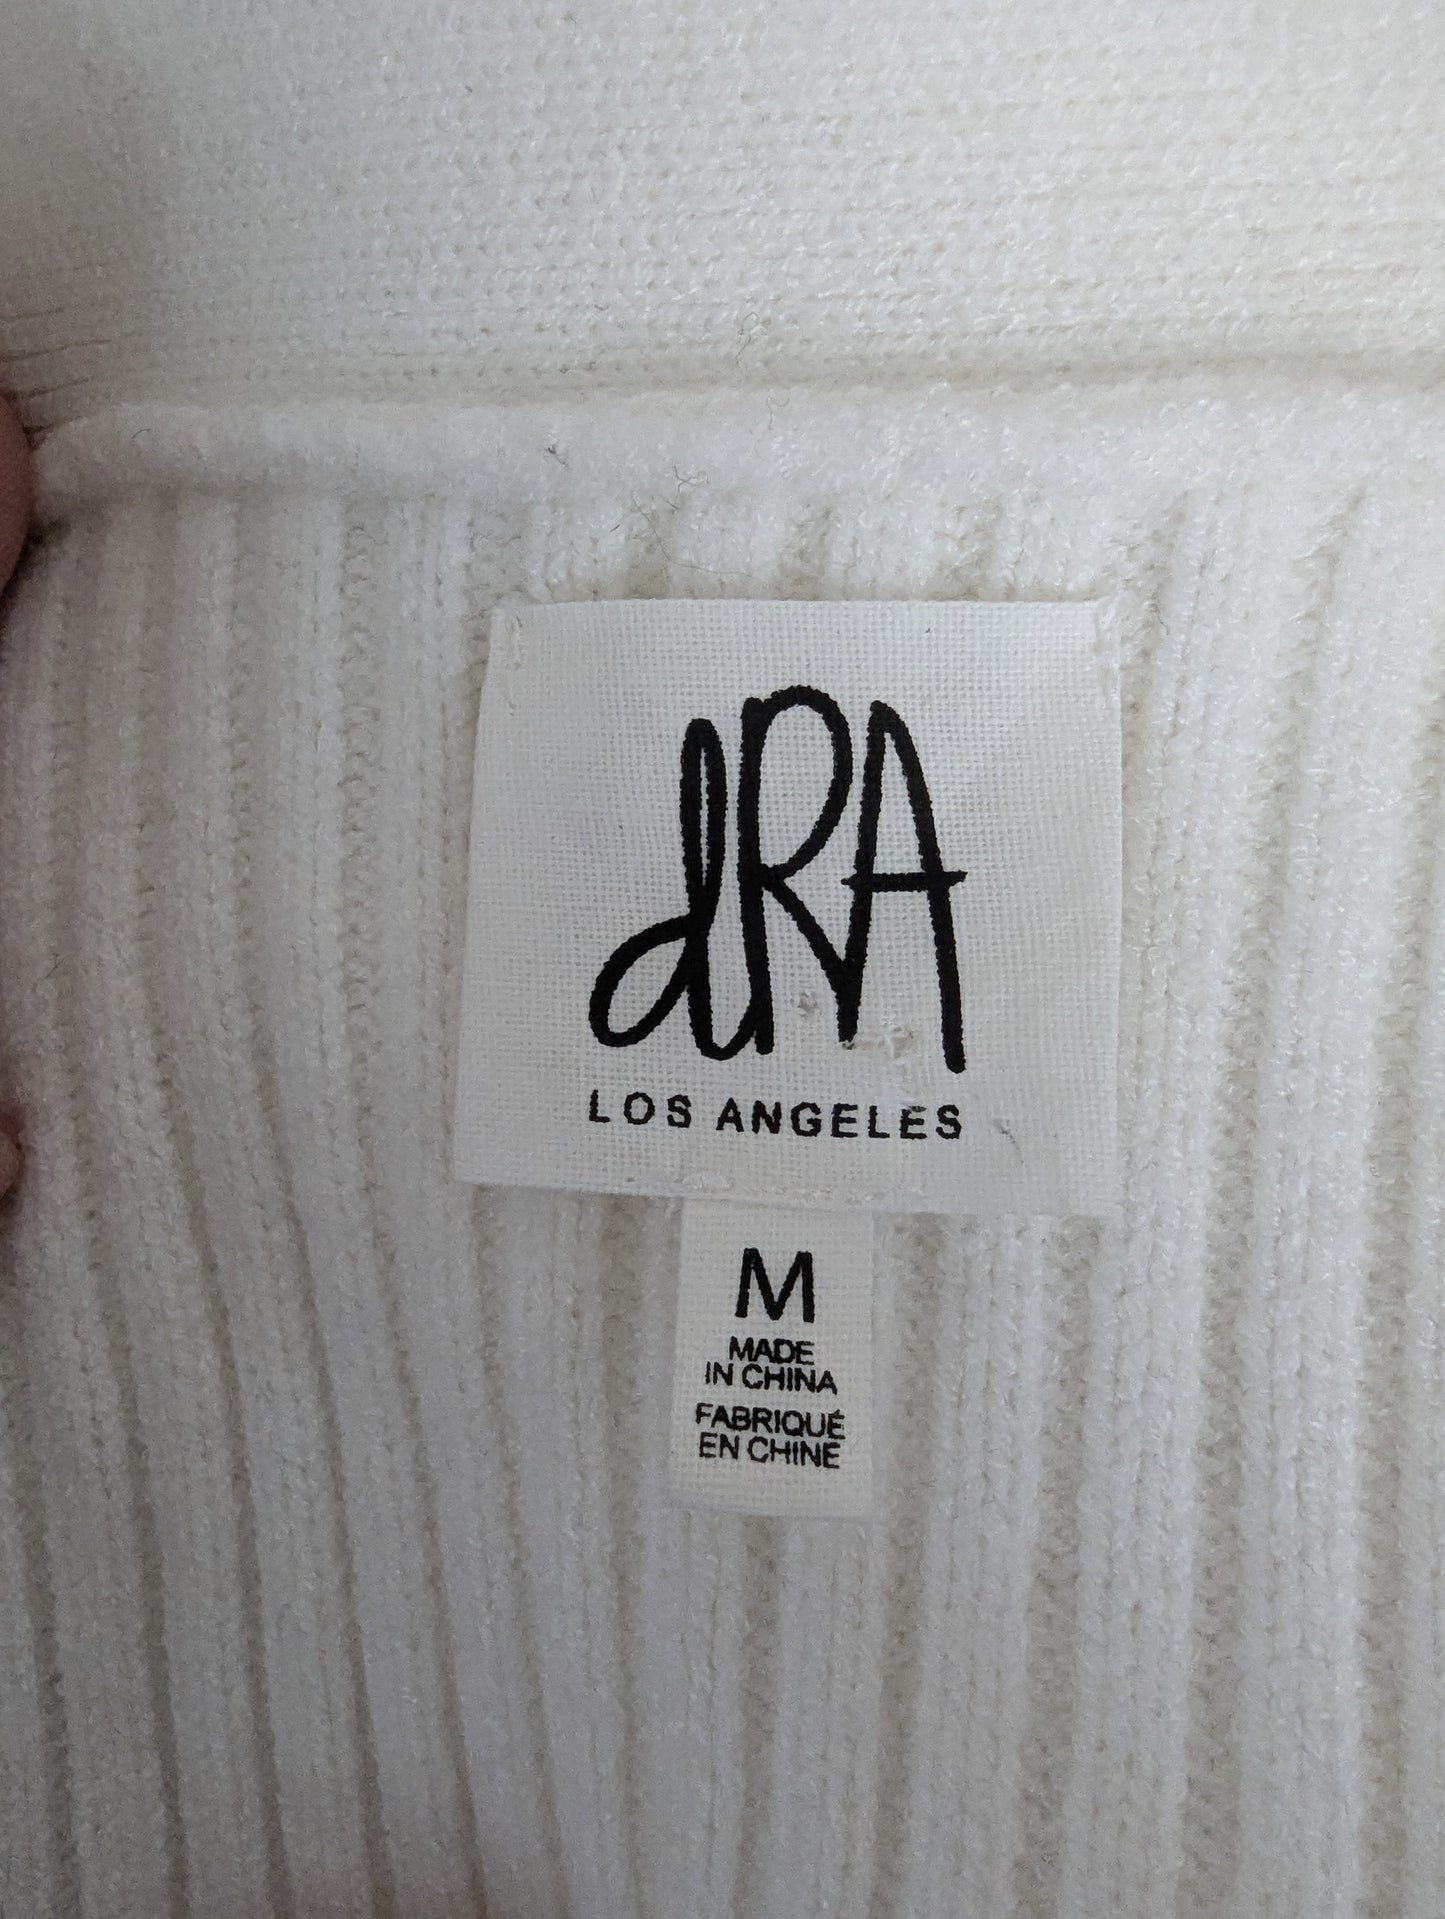 dRA
LOS ANGELES
M
MADE
IN CHINA
FABRIQUÉ
EN CHINE